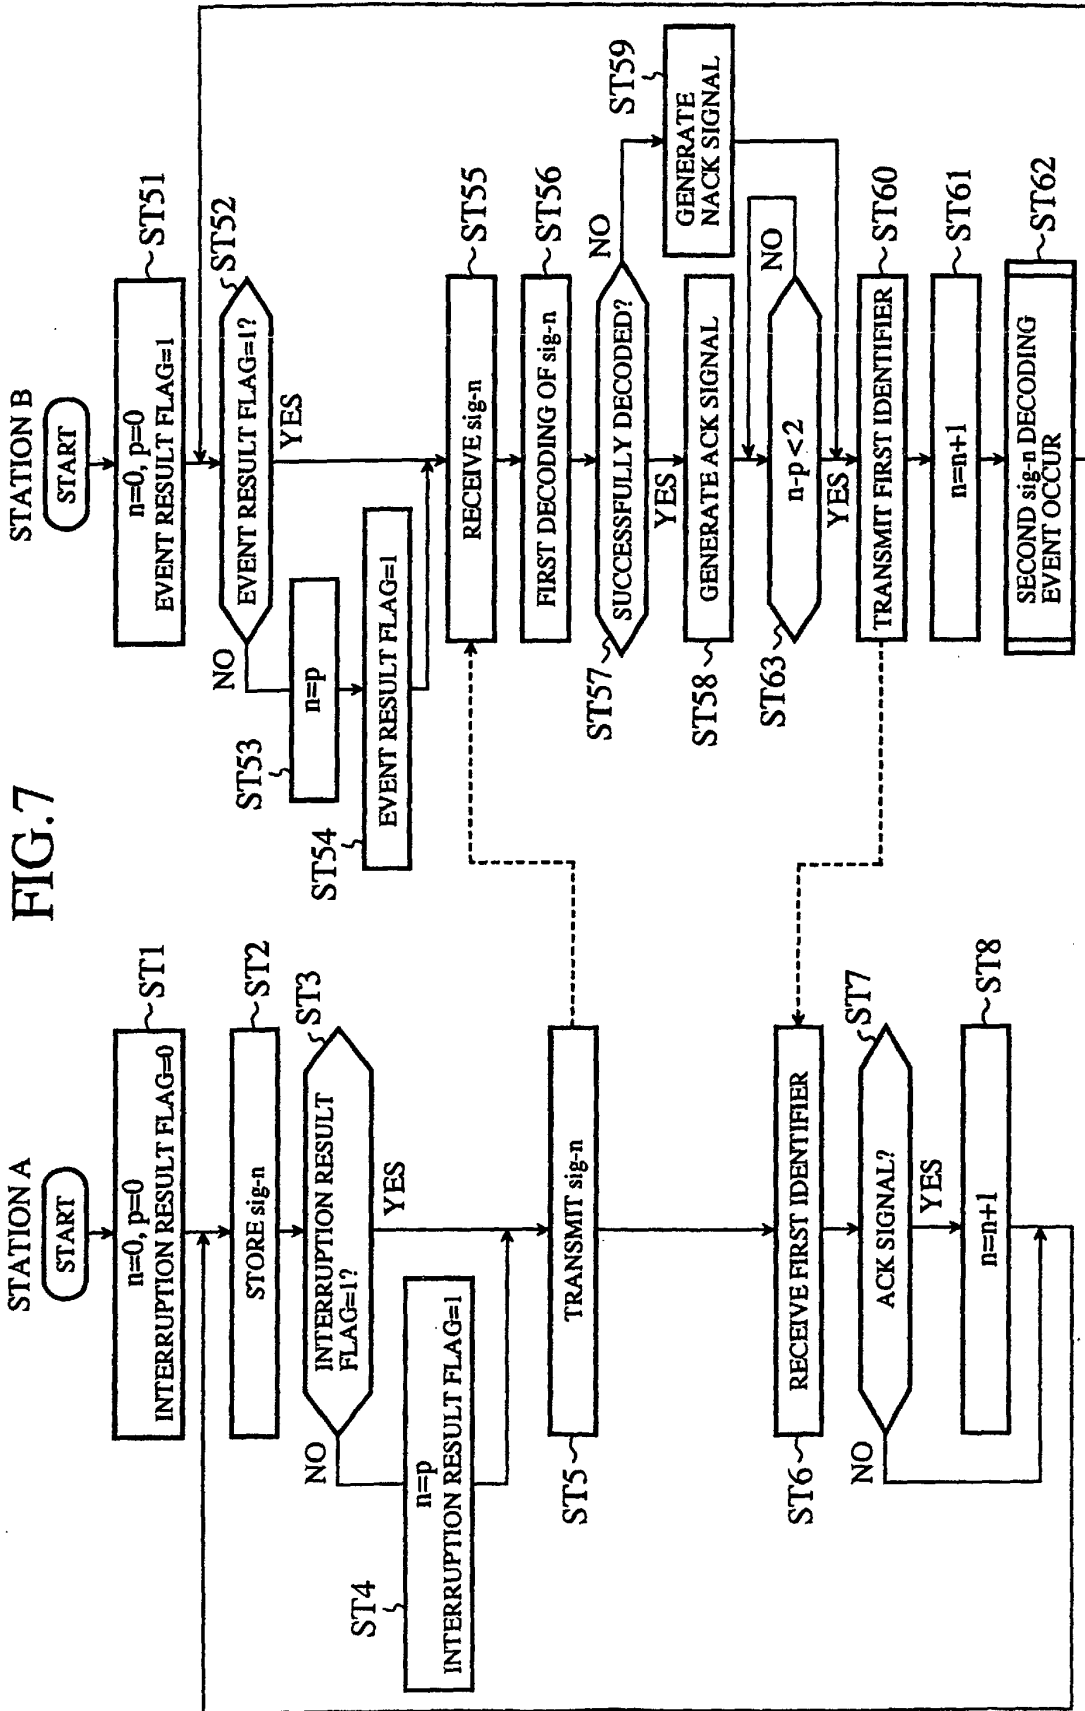 FIG.7
STATION A
START
n=0, p=0
INTERRUPTION RESULT FLAG=0
ST1
STORE sig-n
ST2
INTERRUPTION RESULT
FLAG=1?
ST3
NO
YES
n=p
INTERRUPTION RESULT FLAG=1
ST4
TRANSMIT sig-n
ST5
RECEIVE FIRST IDENTIFIER
ST6
ACK SIGNAL?
ST7
NO
YES
n=n+1
ST8
STATION B
START
n=0, p=0
EVENT RESULT FLAG=1
ST51
EVENT RESULT FLAG=1?
ST52
NO
YES
n=p
ST53
EVENT RESULT FLAG=1
ST54
RECEIVE sig-n
ST55
FIRST DECODING OF sig-n
ST56
SUCCESSFULLY DECODED?
ST57
NO
YES
GENERATE
NACK SIGNAL
ST59
GENERATE ACK SIGNAL
ST58
n-p<2
ST63
NO
YES
TRANSMIT FIRST IDENTIFIER
ST60
n=n+1
ST61
SECOND sig-n DECODING
EVENT OCCUR
ST62